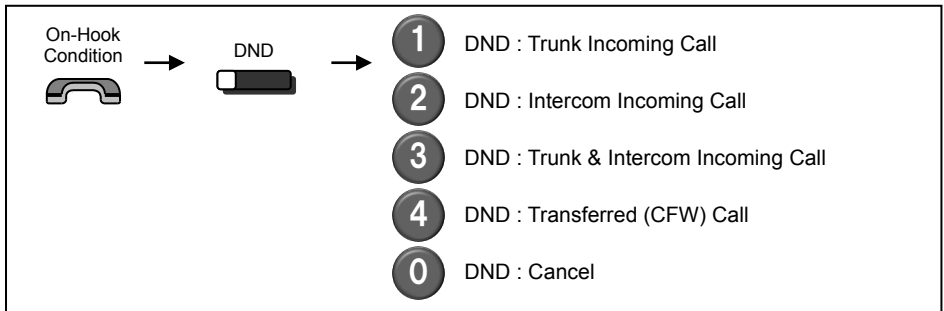 On-Hook
Condition
DND
1 DND : Trunk Incoming Call
2 DND : Intercom Incoming Call
3 DND : Trunk & Intercom Incoming Call
4 DND : Transferred (CFW) Call
0 DND : Cancel